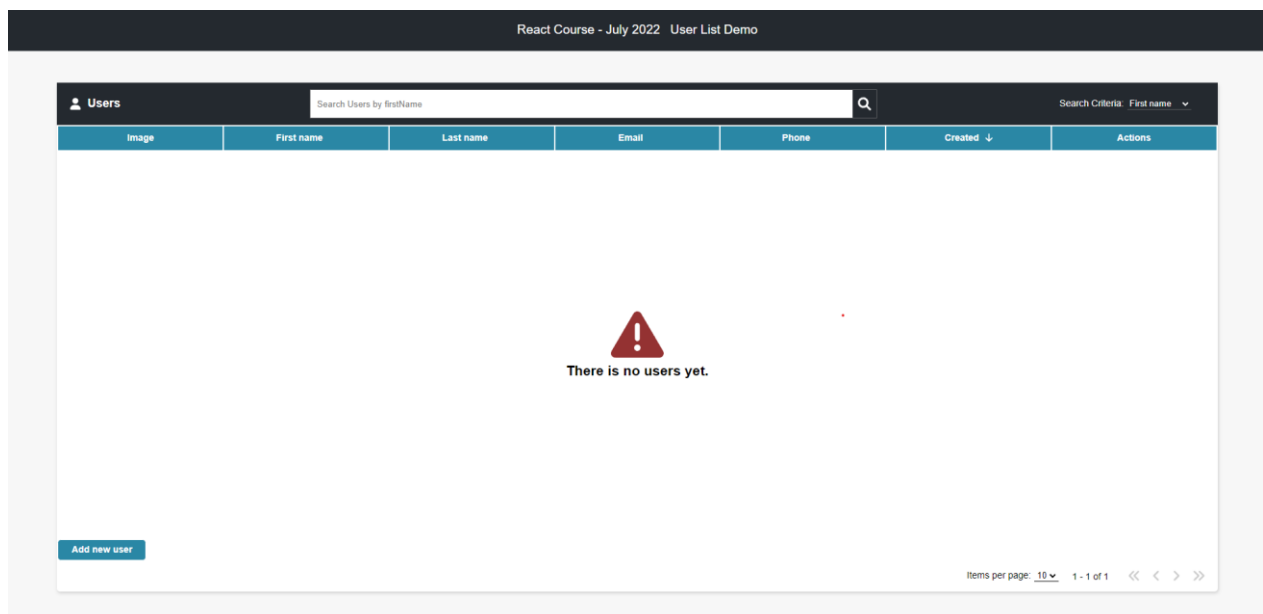 React Course - July 2022 User List Demo
Users Search Users by firstName Search Criteria: First name
Image First name Last name Email Phone Created ↓ Actions
There is no users yet.
Add new user
Items per page: 10 1 - 1 of 1